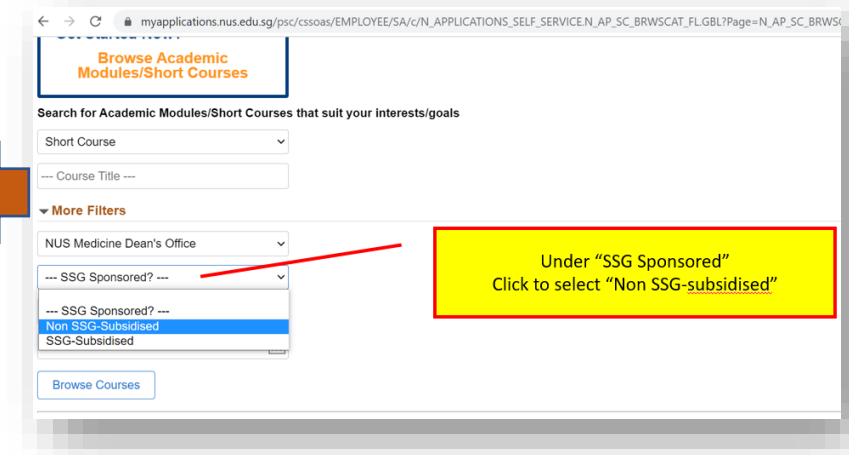 myapplications.nus.edu.sg/psc/cssoas/EMPLOYEE/SA/c/N_APPLICATIONS_SELF_SERVICE.N_AP_SC_BRWSCAT_FL.GBL?Page=N_AP_SC_BRWSC
Browse Academic
Modules/Short Courses
Search for Academic Modules/Short Courses that suit your interests/goals
Short Course
--- Course Title ---
More Filters
NUS Medicine Dean's Office
--- SSG Sponsored? ---
--- SSG Sponsored? ---
Non SSG-Subsidised
SSG-Subsidised
Browse Courses
Under “SSG Sponsored”
Click to select “Non SSG-subsidised”